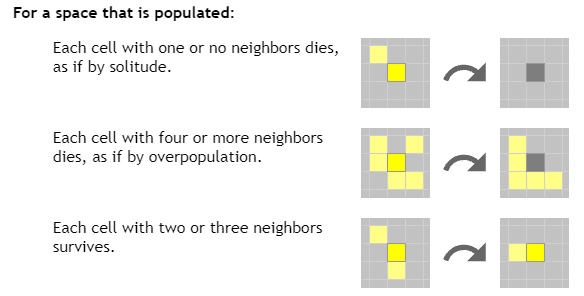 For a space that is populated:
Each cell with one or no neighbors dies,
as if by solitude.
Each cell with four or more neighbors
dies, as if by overpopulation.
Each cell with two or three neighbors
survives.